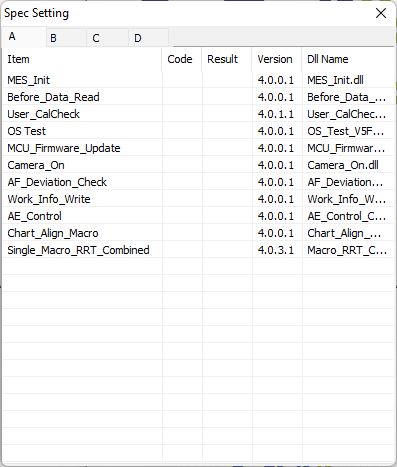 Spec Setting
A B C D
Item Code Result Version Dll Name
MES_Init 4.0.0.1 MES_Init.dll
Before_Data_Read 4.0.0.1 Before_Data_...
User_CalCheck 4.0.1.1 User_CalChec...
OS Test 4.0.0.1 OS_Test_V5F...
MCU_Firmware_Update 4.0.0.1 MCU_Firmwar...
Camera_On 4.0.0.1 Camera_On.dll
AF_Deviation_Check 4.0.0.1 AF_Deviation...
Work_Info_Write 4.0.0.1 Work_Info_W...
AE_Control 4.0.0.1 AE_Control_C...
Chart_Align_Macro 4.0.0.1 Chart_Align_...
Single_Macro_RRT_Combined 4.0.3.1 Macro_RRT_C...